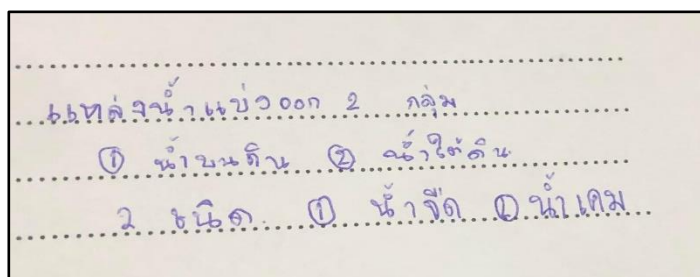 แหล่งน้ำแบ่งออก 2 กลุ่ม
① น้ำบนดิน ② น้ำใต้ดิน
2 ชนิด ① น้ำจืด ② น้ำเคม